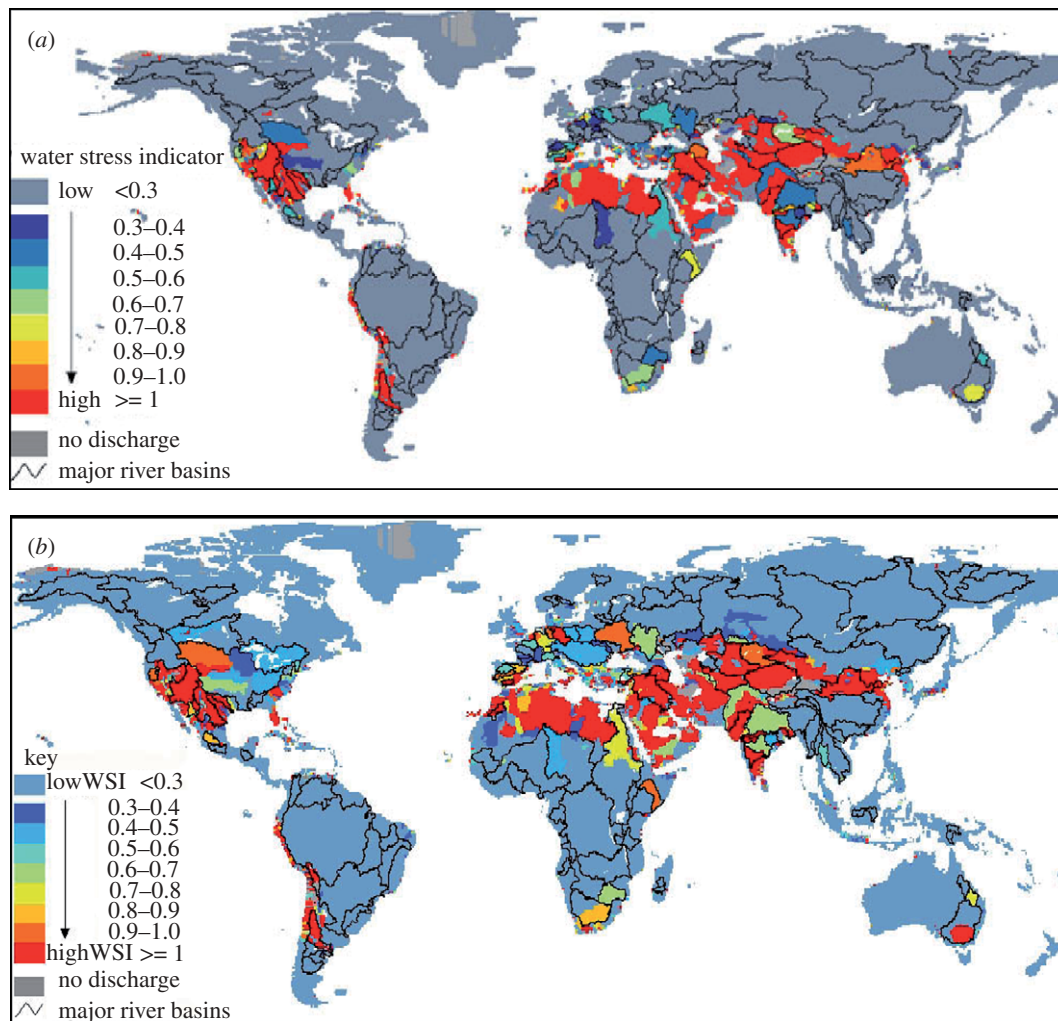 (a)
water stress indicator
low <0.3
0.3–0.4
0.4–0.5
0.5–0.6
0.6–0.7
0.7–0.8
0.8–0.9
0.9–1.0
high >= 1
no discharge
major river basins
(b)
key
lowWSI <0.3
0.3–0.4
0.4–0.5
0.5–0.6
0.6–0.7
0.7–0.8
0.8–0.9
0.9–1.0
highWSI >= 1
no discharge
major river basins